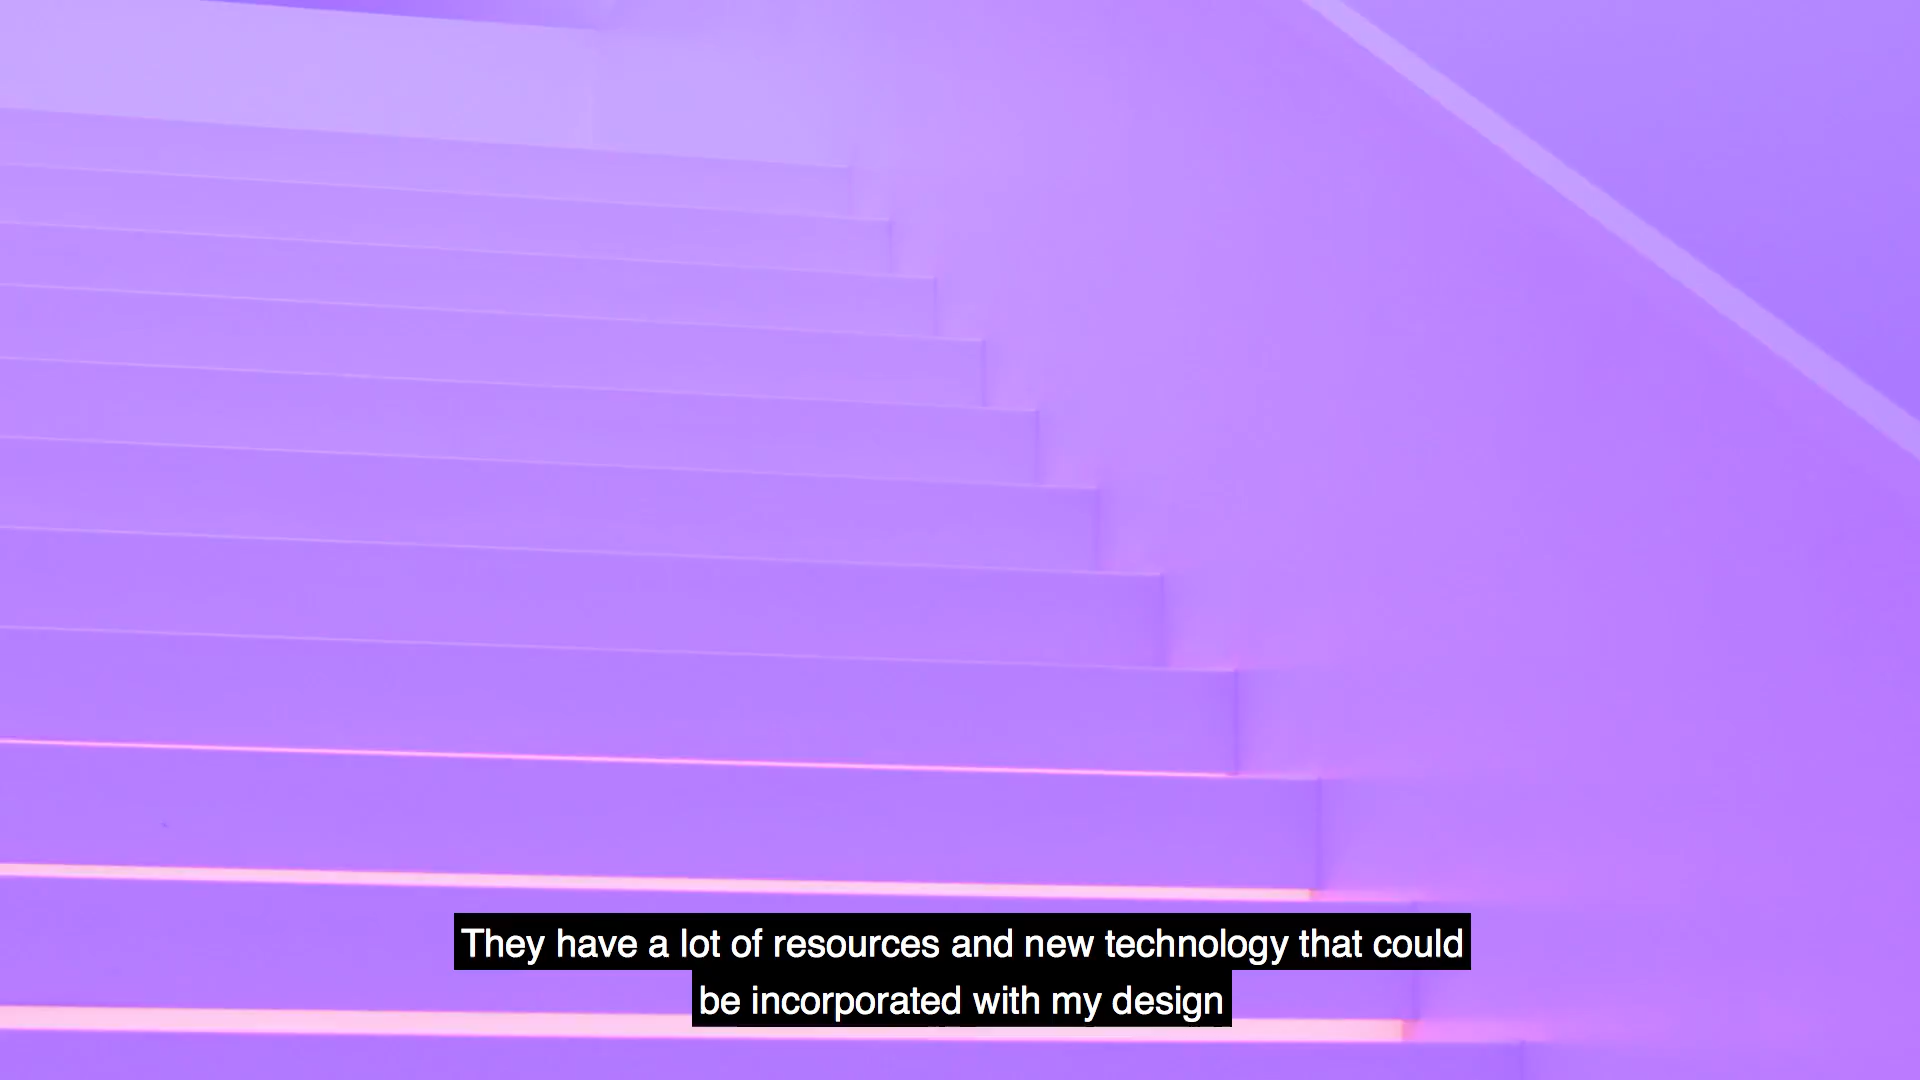 They have a lot of resources and new technology that could
be incorporated with my design